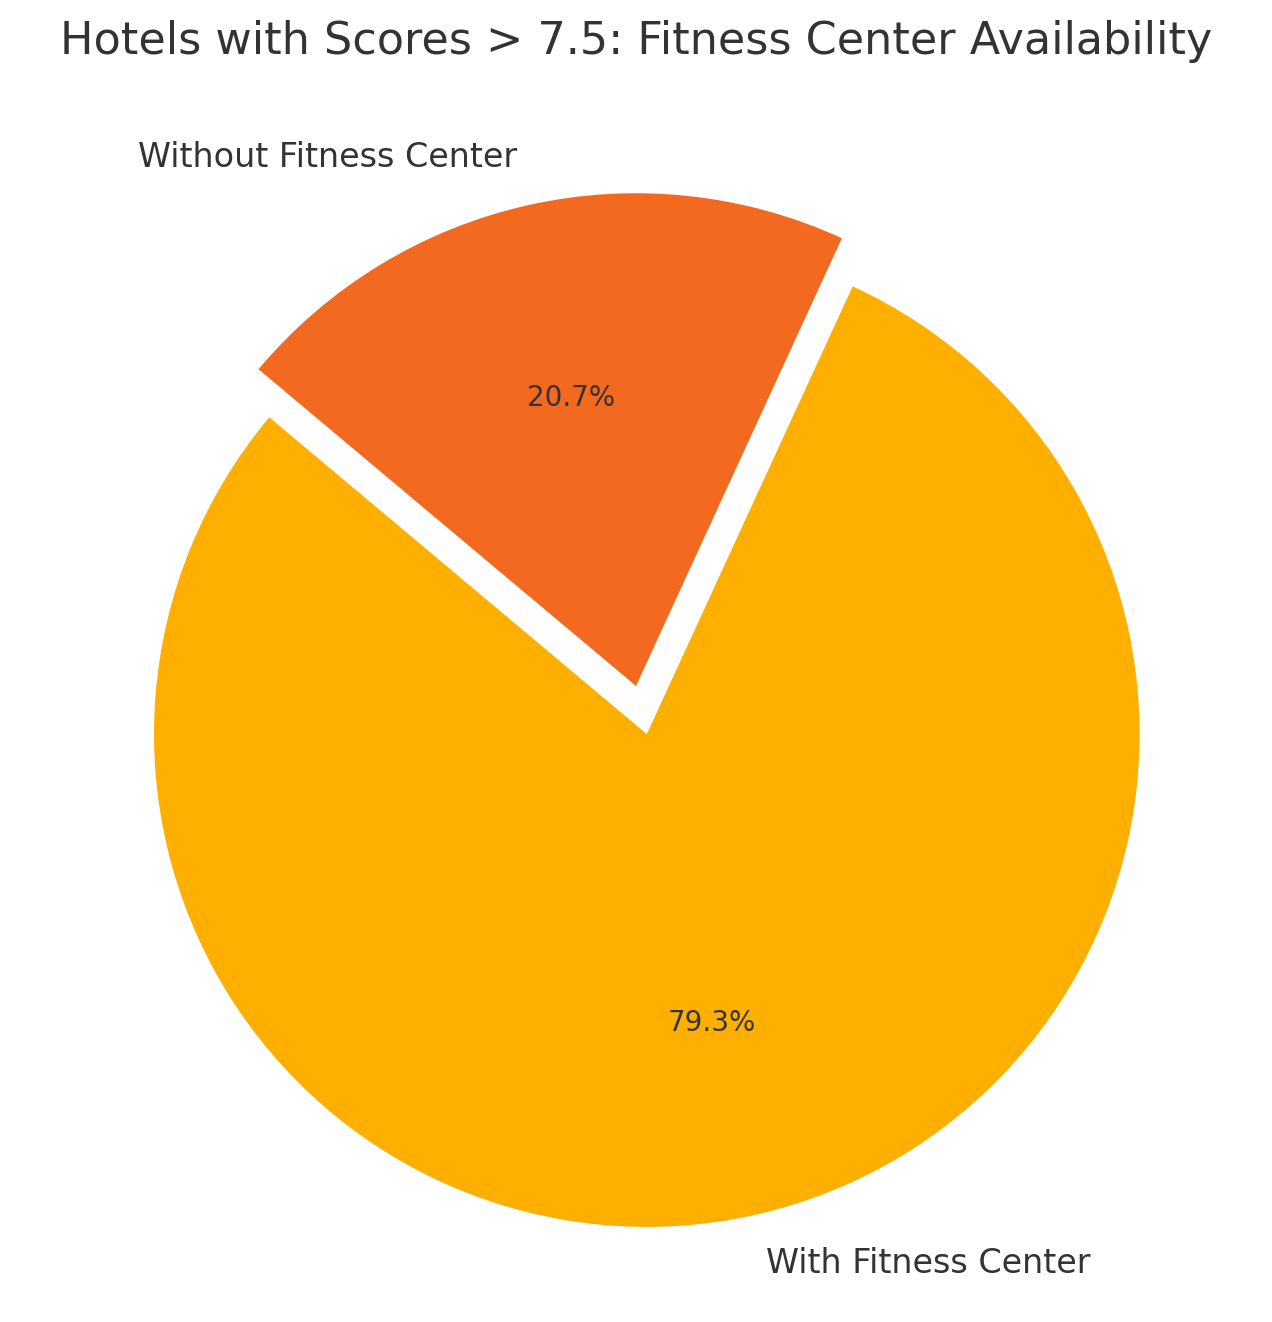 Hotels with Scores > 7.5: Fitness Center Availability
Without Fitness Center
20.7%
79.3%
With Fitness Center